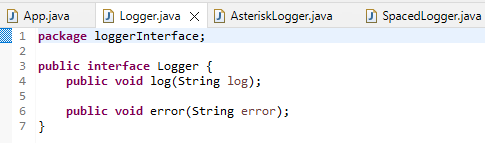 App.java Logger.java AsteriskLogger.java SpacedLogger.java
1 package loggerInterface;
2
3 public interface Logger {
4     public void log(String log);
5
6     public void error(String error);
7 }